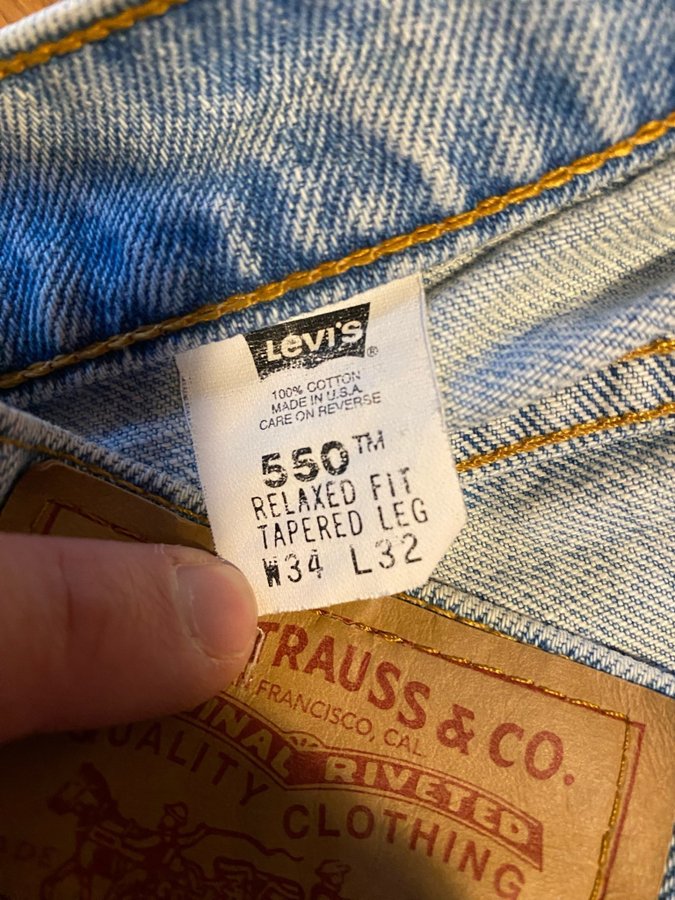 Levi's®
100% COTTON
MADE IN U.S.A.
CARE ON REVERSE
550™
RELAXED FIT
TAPERED LEG
W34 L32
TRAUSS & CO.
FRANCISCO, CAL
RIVETED
QUALITY CLOTHING